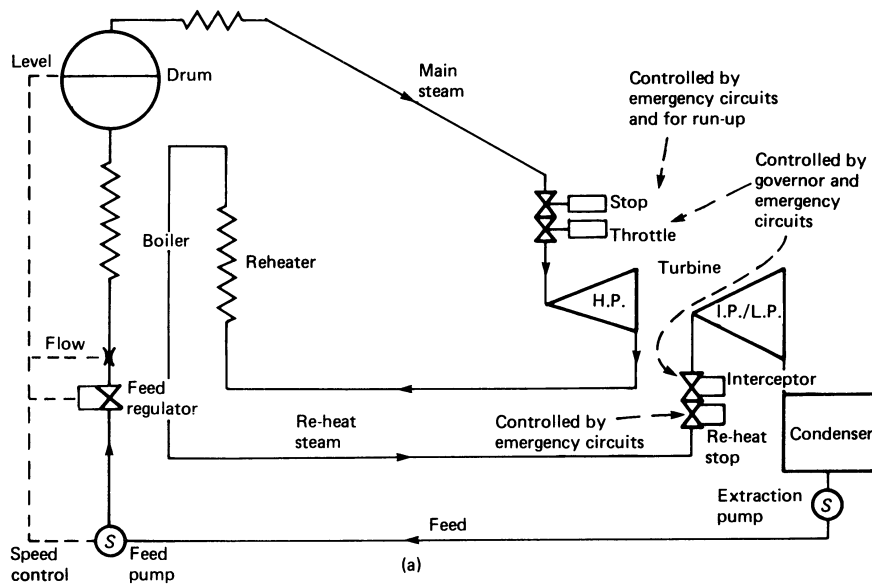 Level
Drum
Main
steam
Controlled by
emergency circuits
and for run-up
Controlled by
governor and
emergency
circuits
Stop
Throttle
Boiler
Reheater
Turbine
H.P.
I.P./L.P.
Flow
Feed
regulator
Interceptor
Re-heat
steam
Controlled by
emergency circuits
Re-heat
stop
Condenser
Extraction
pump
Feed
Speed
control
S
Feed
pump
S
(a)